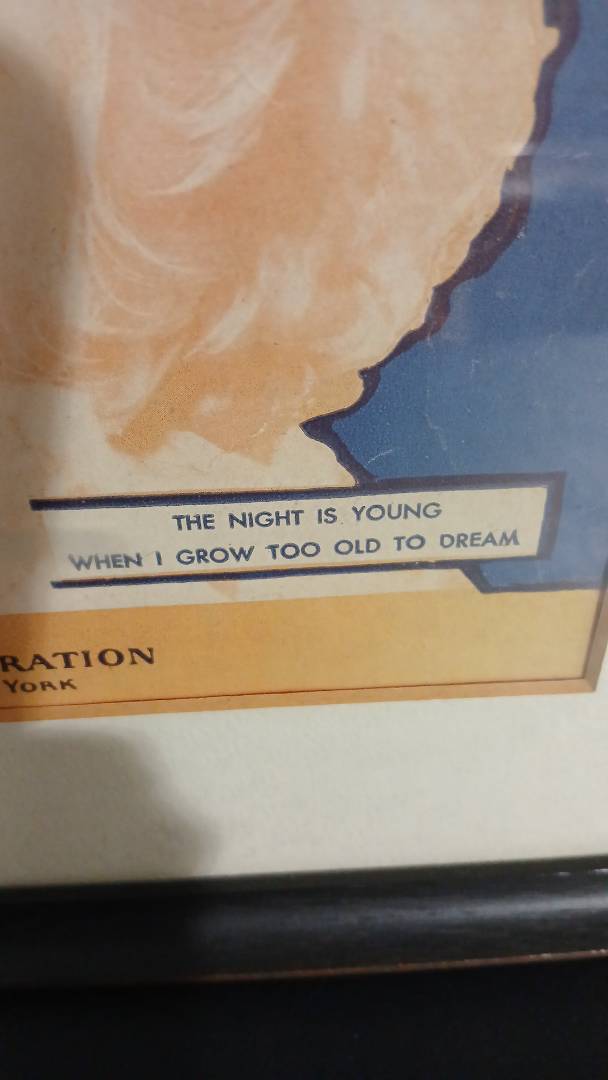 THE NIGHT IS YOUNG
WHEN I GROW TOO OLD TO DREAM
RATION
YORK